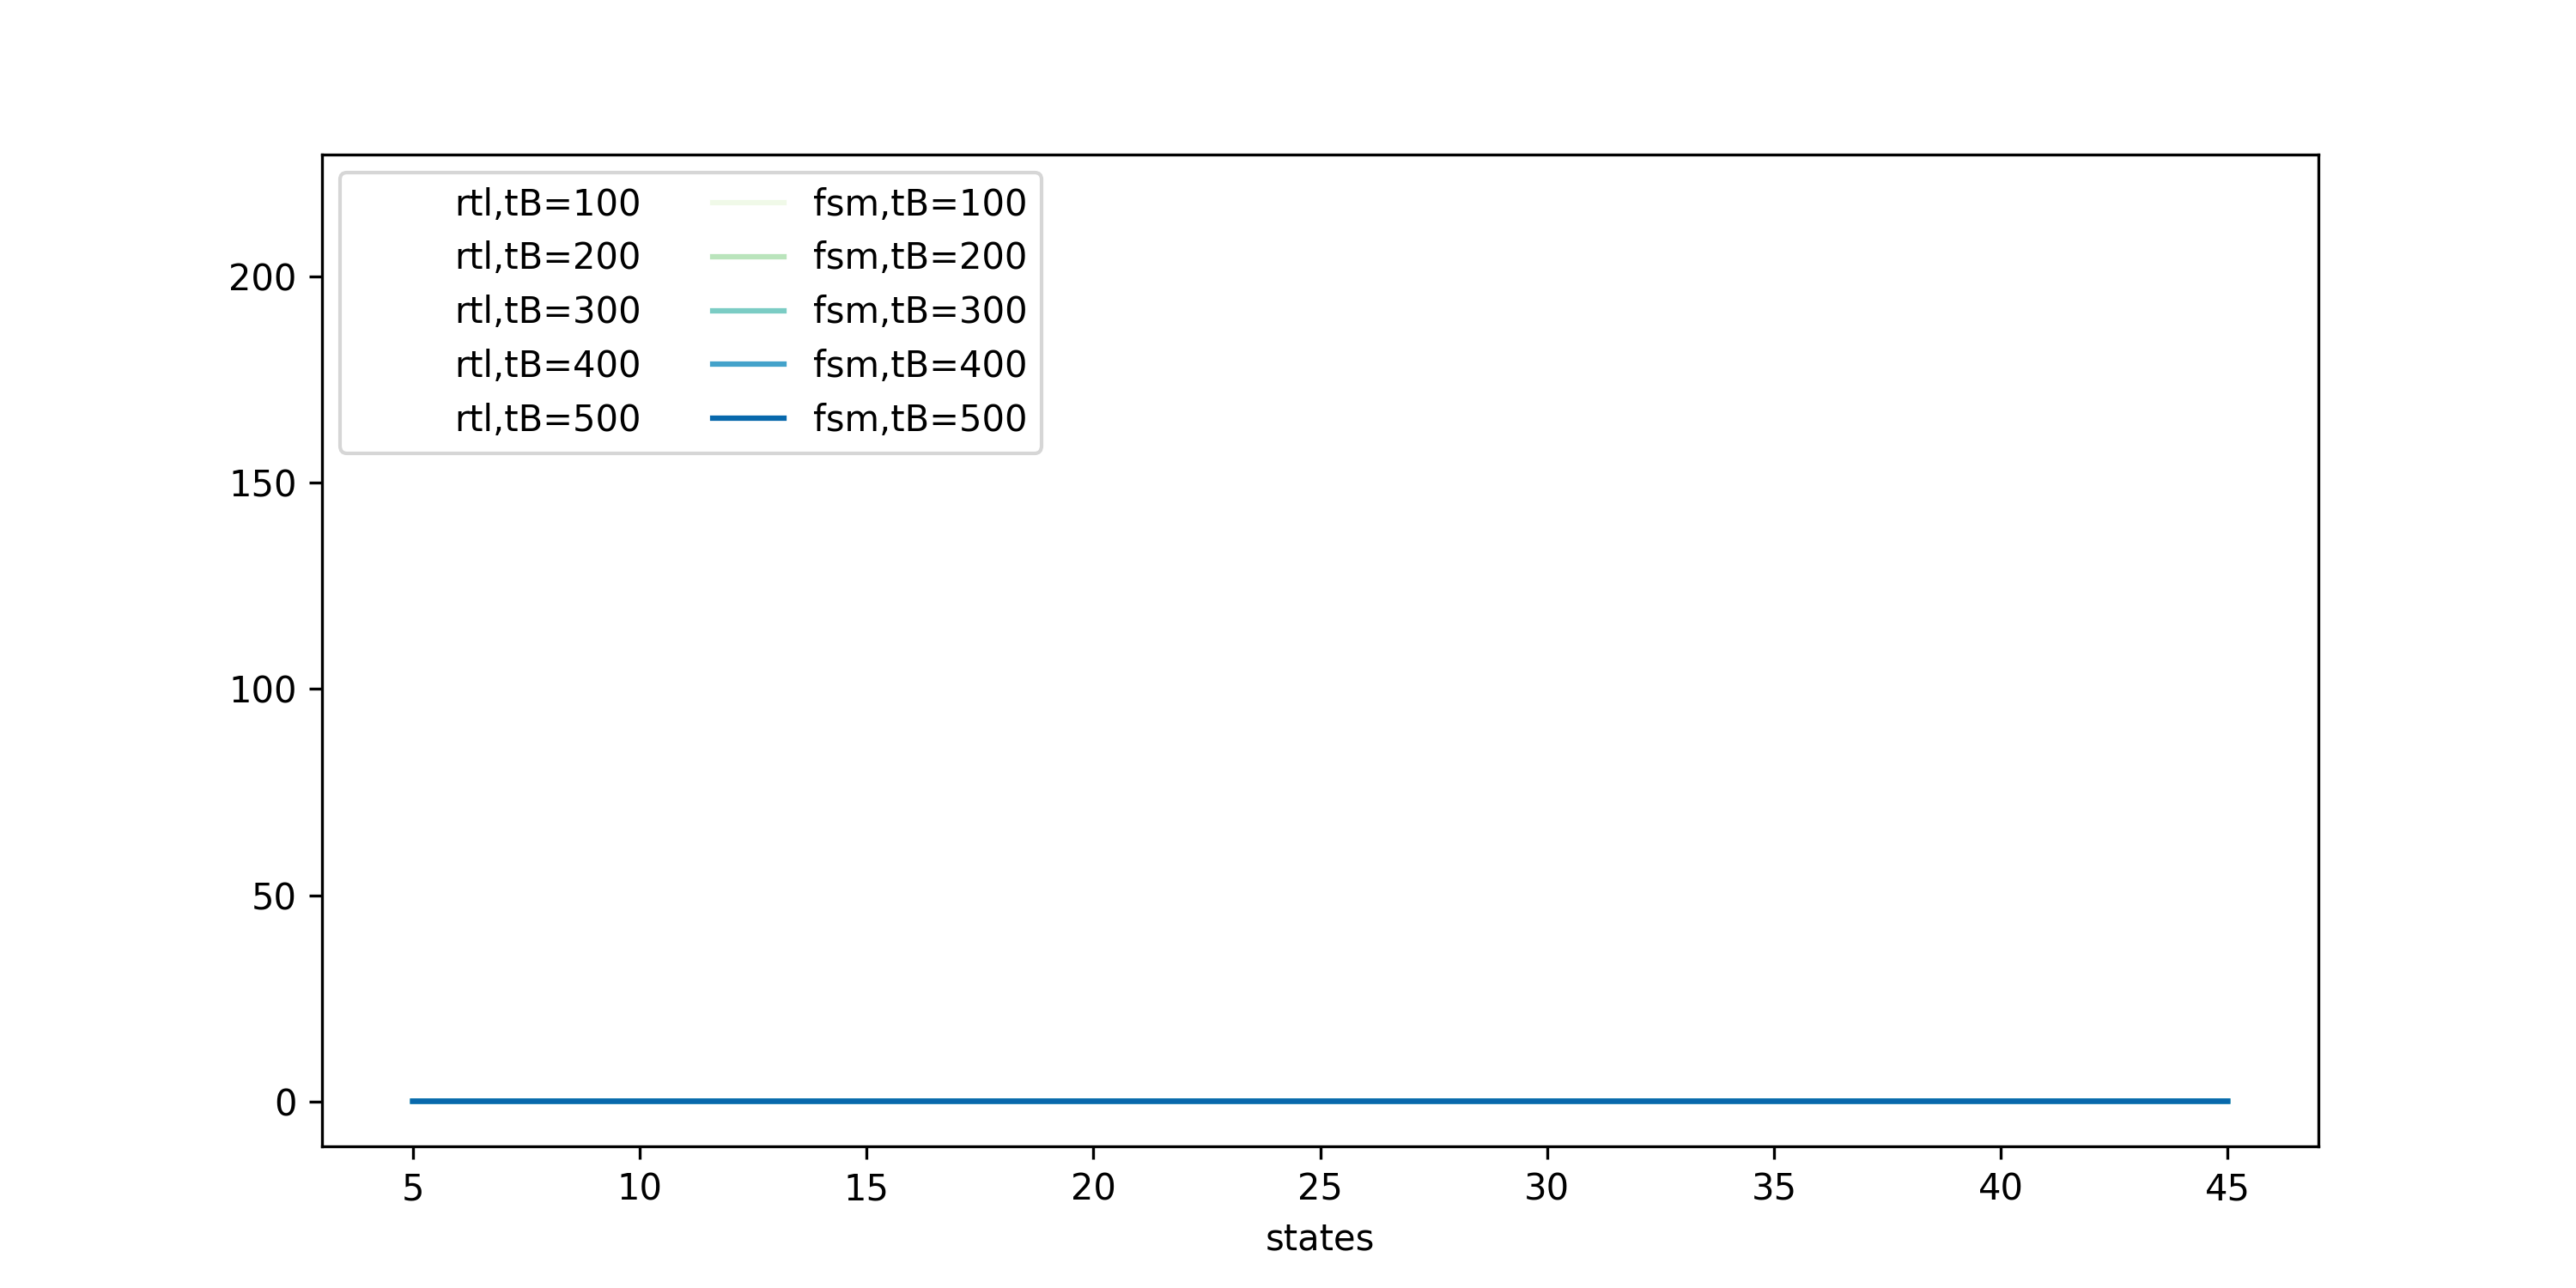 rtl,tB=100 fsm,tB=100
rtl,tB=200 fsm,tB=200
rtl,tB=300 fsm,tB=300
rtl,tB=400 fsm,tB=400
rtl,tB=500 fsm,tB=500
200
150
100
50
0
5 10 15 20 25 30 35 40 45
states